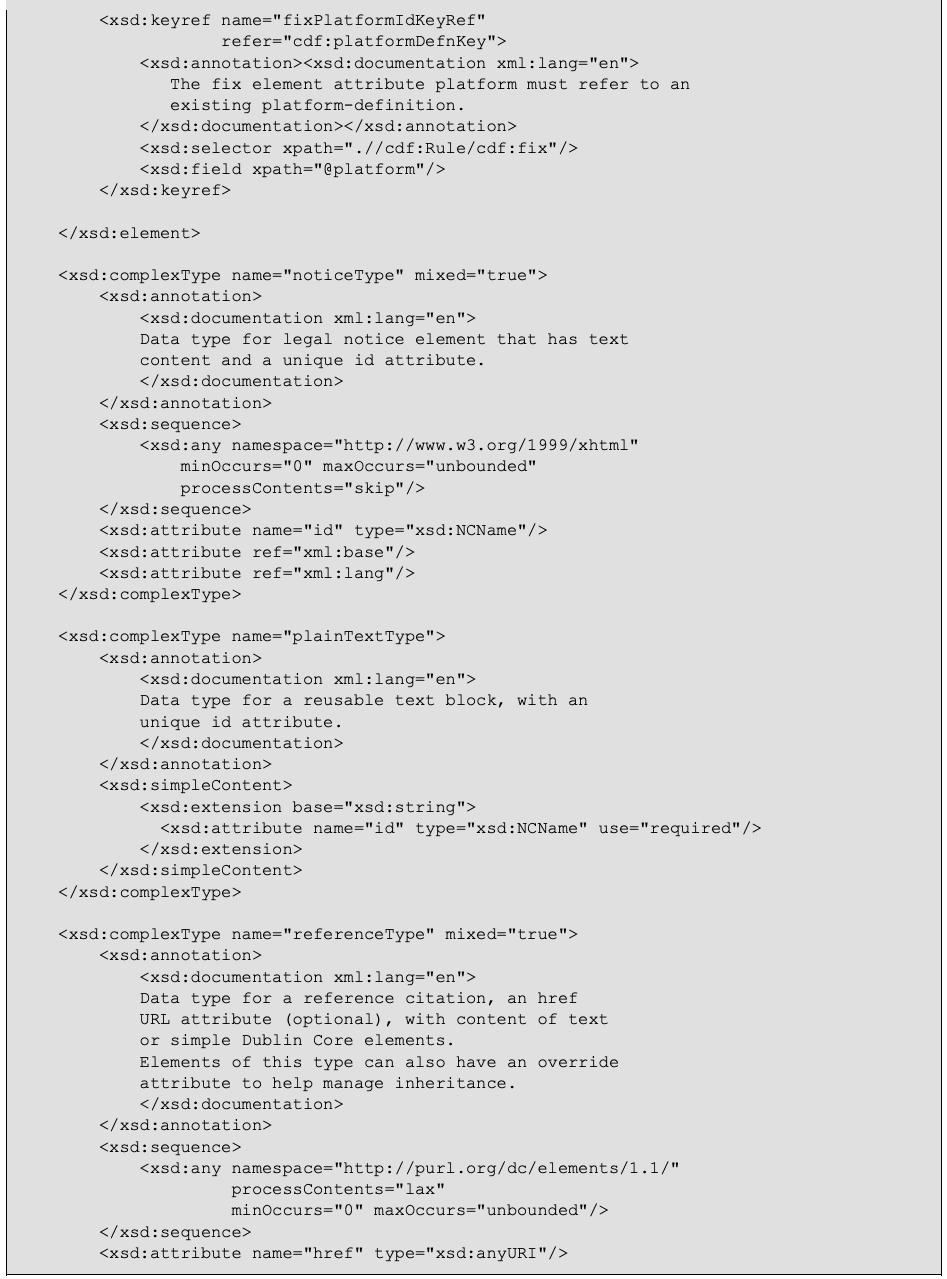 <xsd:keyref name="fixPlatformIdKeyRef"
refer="cdf:platformDefnKey">
<xsd:annotation><xsd:documentation xml:lang="en">
The fix element attribute platform must refer to an
existing platform-definition.
</xsd:documentation></xsd:annotation>
<xsd:selector xpath=".//cdf:Rule/cdf:fix"/>
<xsd:field xpath="@platform"/>
</xsd:keyref>
</xsd:element>
<xsd:complexType name="noticeType" mixed="true">
<xsd:annotation>
<xsd:documentation xml:lang="en">
Data type for legal notice element that has text
content and a unique id attribute.
</xsd:documentation>
</xsd:annotation>
<xsd:sequence>
<xsd:any namespace="http://www.w3.org/1999/xhtml"
minOccurs="0" maxOccurs="unbounded"
processContents="skip"/>
</xsd:sequence>
<xsd:attribute name="id" type="xsd:NCName"/>
<xsd:attribute ref="xml:base"/>
<xsd:attribute ref="xml:lang"/>
</xsd:complexType>
<xsd:complexType name="plainTextType">
<xsd:annotation>
<xsd:documentation xml:lang="en">
Data type for a reusable text block, with an
unique id attribute.
</xsd:documentation>
</xsd:annotation>
<xsd:simpleContent>
<xsd:extension base="xsd:string">
<xsd:attribute name="id" type="xsd:NCName" use="required"/>
</xsd:extension>
</xsd:simpleContent>
</xsd:complexType>
<xsd:complexType name="referenceType" mixed="true">
<xsd:annotation>
<xsd:documentation xml:lang="en">
Data type for a reference citation, an href
URL attribute (optional), with content of text
or simple Dublin Core elements.
Elements of this type can also have an override
attribute to help manage inheritance.
</xsd:documentation>
</xsd:annotation>
<xsd:sequence>
<xsd:any namespace="http://purl.org/dc/elements/1.1/"
processContents="lax"
minOccurs="0" maxOccurs="unbounded"/>
</xsd:sequence>
<xsd:attribute name="href" type="xsd:anyURI"/>